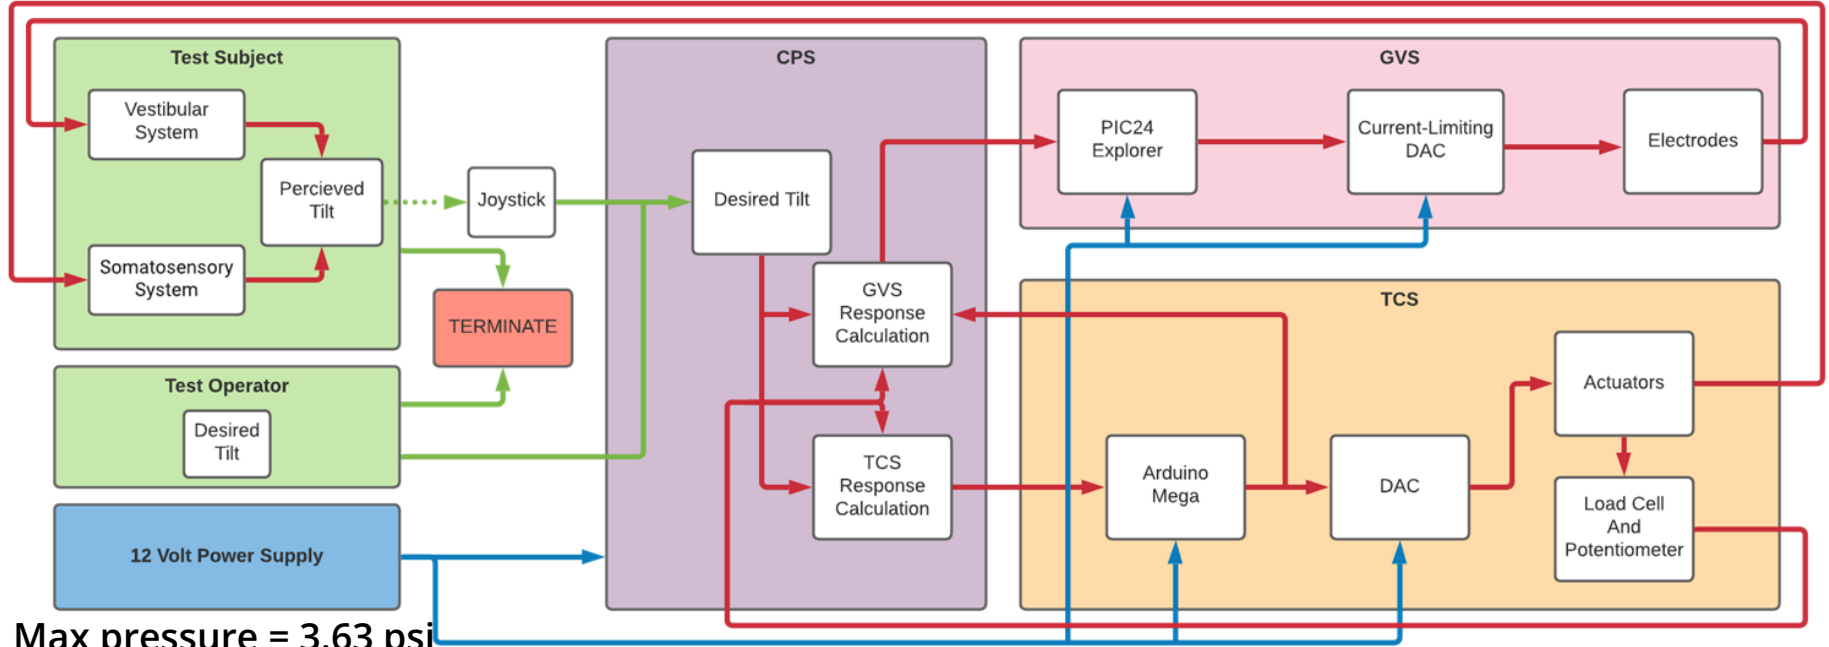 Test Subject
Vestibular
System
Percieved
Tilt
Somatosensory
System
Joystick
TERMINATE
Test Operator
Desired
Tilt
12 Volt Power Supply
Max pressure = 3.63 psi
CPS
Desired Tilt
GVS
Response
Calculation
TCS
Response
Calculation
GVS
PIC24
Explorer
Current-Limiting
DAC
Electrodes
TCS
Arduino
Mega
DAC
Actuators
Load Cell
And
Potentiometer